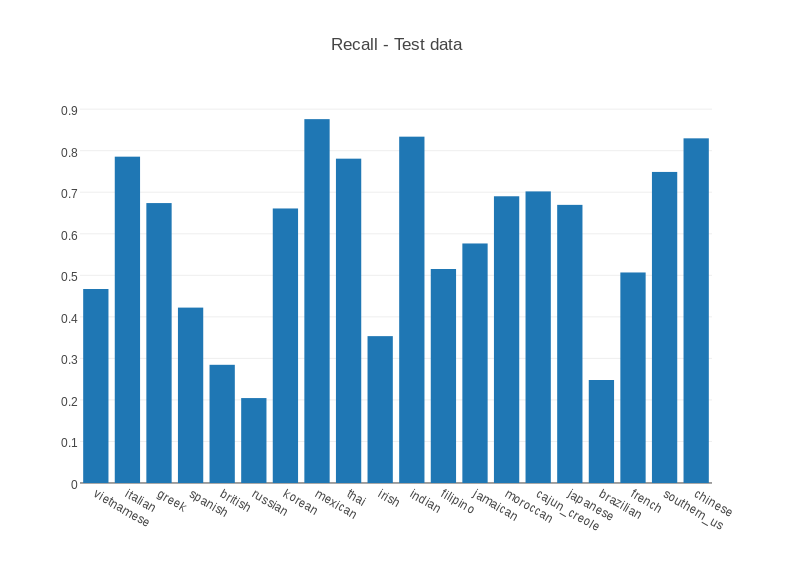 Recall - Test data
0.9
0.8
0.7
0.6
0.5
0.4
0.3
0.2
0.1
0
vietnamese
italian
greek
spanish
british
russian
korean
mexican
thai
irish
indian
filipino
jamaican
moroccan
cajun_creole
japanese
brazilian
french
southern_us
chinese